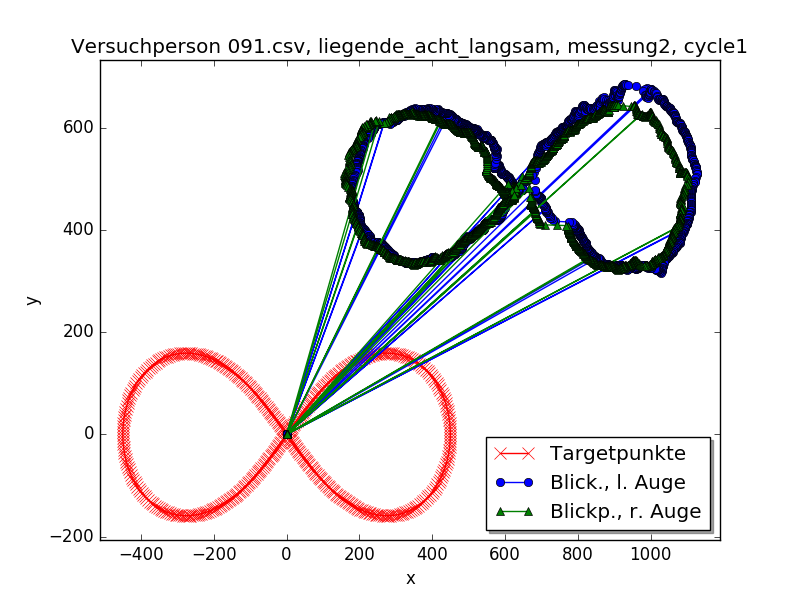 Versuchperson 091.csv, liegende_acht_langsam, messung2, cycle1
600
400
200
0
−200
y
−400 −200 0 200 400 600 800 1000
x
Targetpunkte
Blick., l. Auge
Blickp., r. Auge